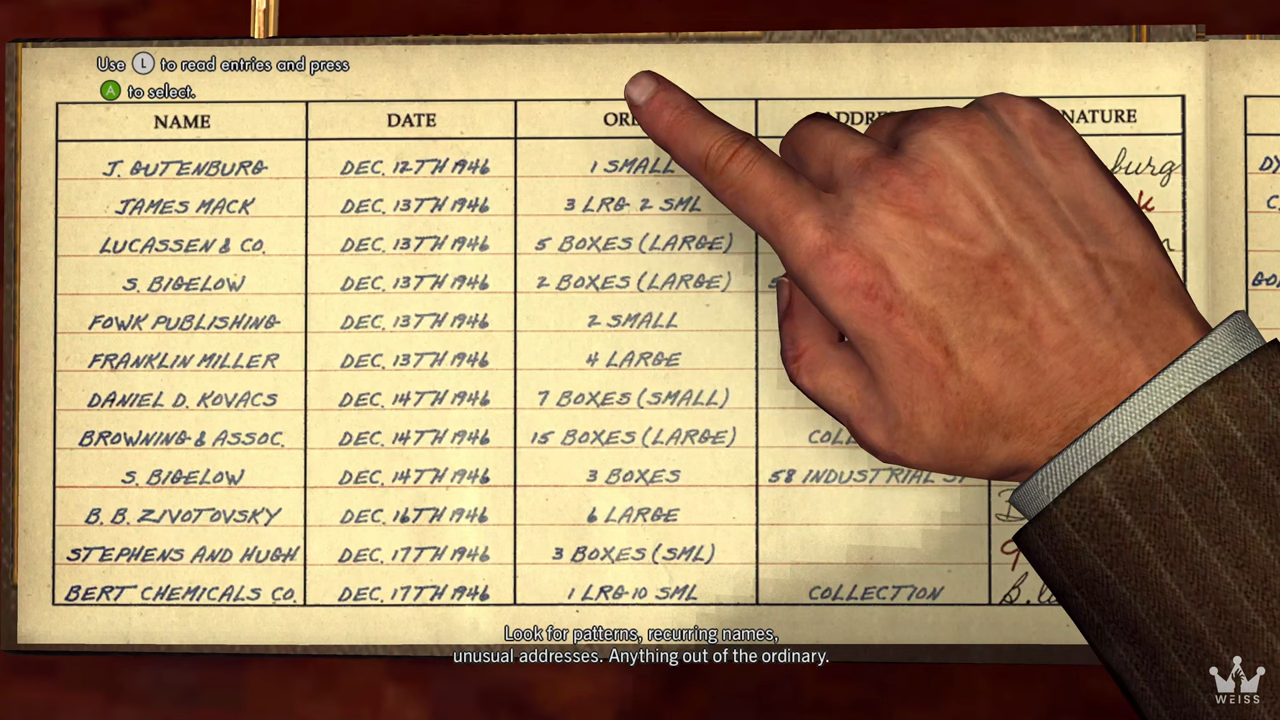 Use L to read entries and press
A to select.
NAME DATE
J. GUTENBURG DEC. 12TH 1946 1 SMALL
JAMES MACK DEC. 13TH 1946 3 LRG 2 SML
LUCASSEN & CO. DEC. 13TH 1946 5 BOXES (LARGE)
S. BIGELOW DEC. 13TH 1946 2 BOXES (LARGE)
FOWK PUBLISHING DEC. 13TH 1946 2 SMALL
FRANKLIN MILLER DEC. 13TH 1946 4 LARGE
DANIEL D. KOVACS DEC. 14TH 1946 7 BOXES (SMALL)
BROWNING & ASSOC. DEC. 14TH 1946 15 BOXES (LARGE)
S. BIGELOW DEC. 14TH 1946 3 BOXES 58 INDUSTRIAL ST
B. B. ZIVOTOVSKY DEC. 16TH 1946 6 LARGE
STEPHENS AND HUGH DEC. 17TH 1946 3 BOXES (SML)
BERT CHEMICALS CO. DEC. 17TH 1946 1 LRG 10 SML COLLECTION
Look for patterns, recurring names,
unusual addresses. Anything out of the ordinary.
WEISS